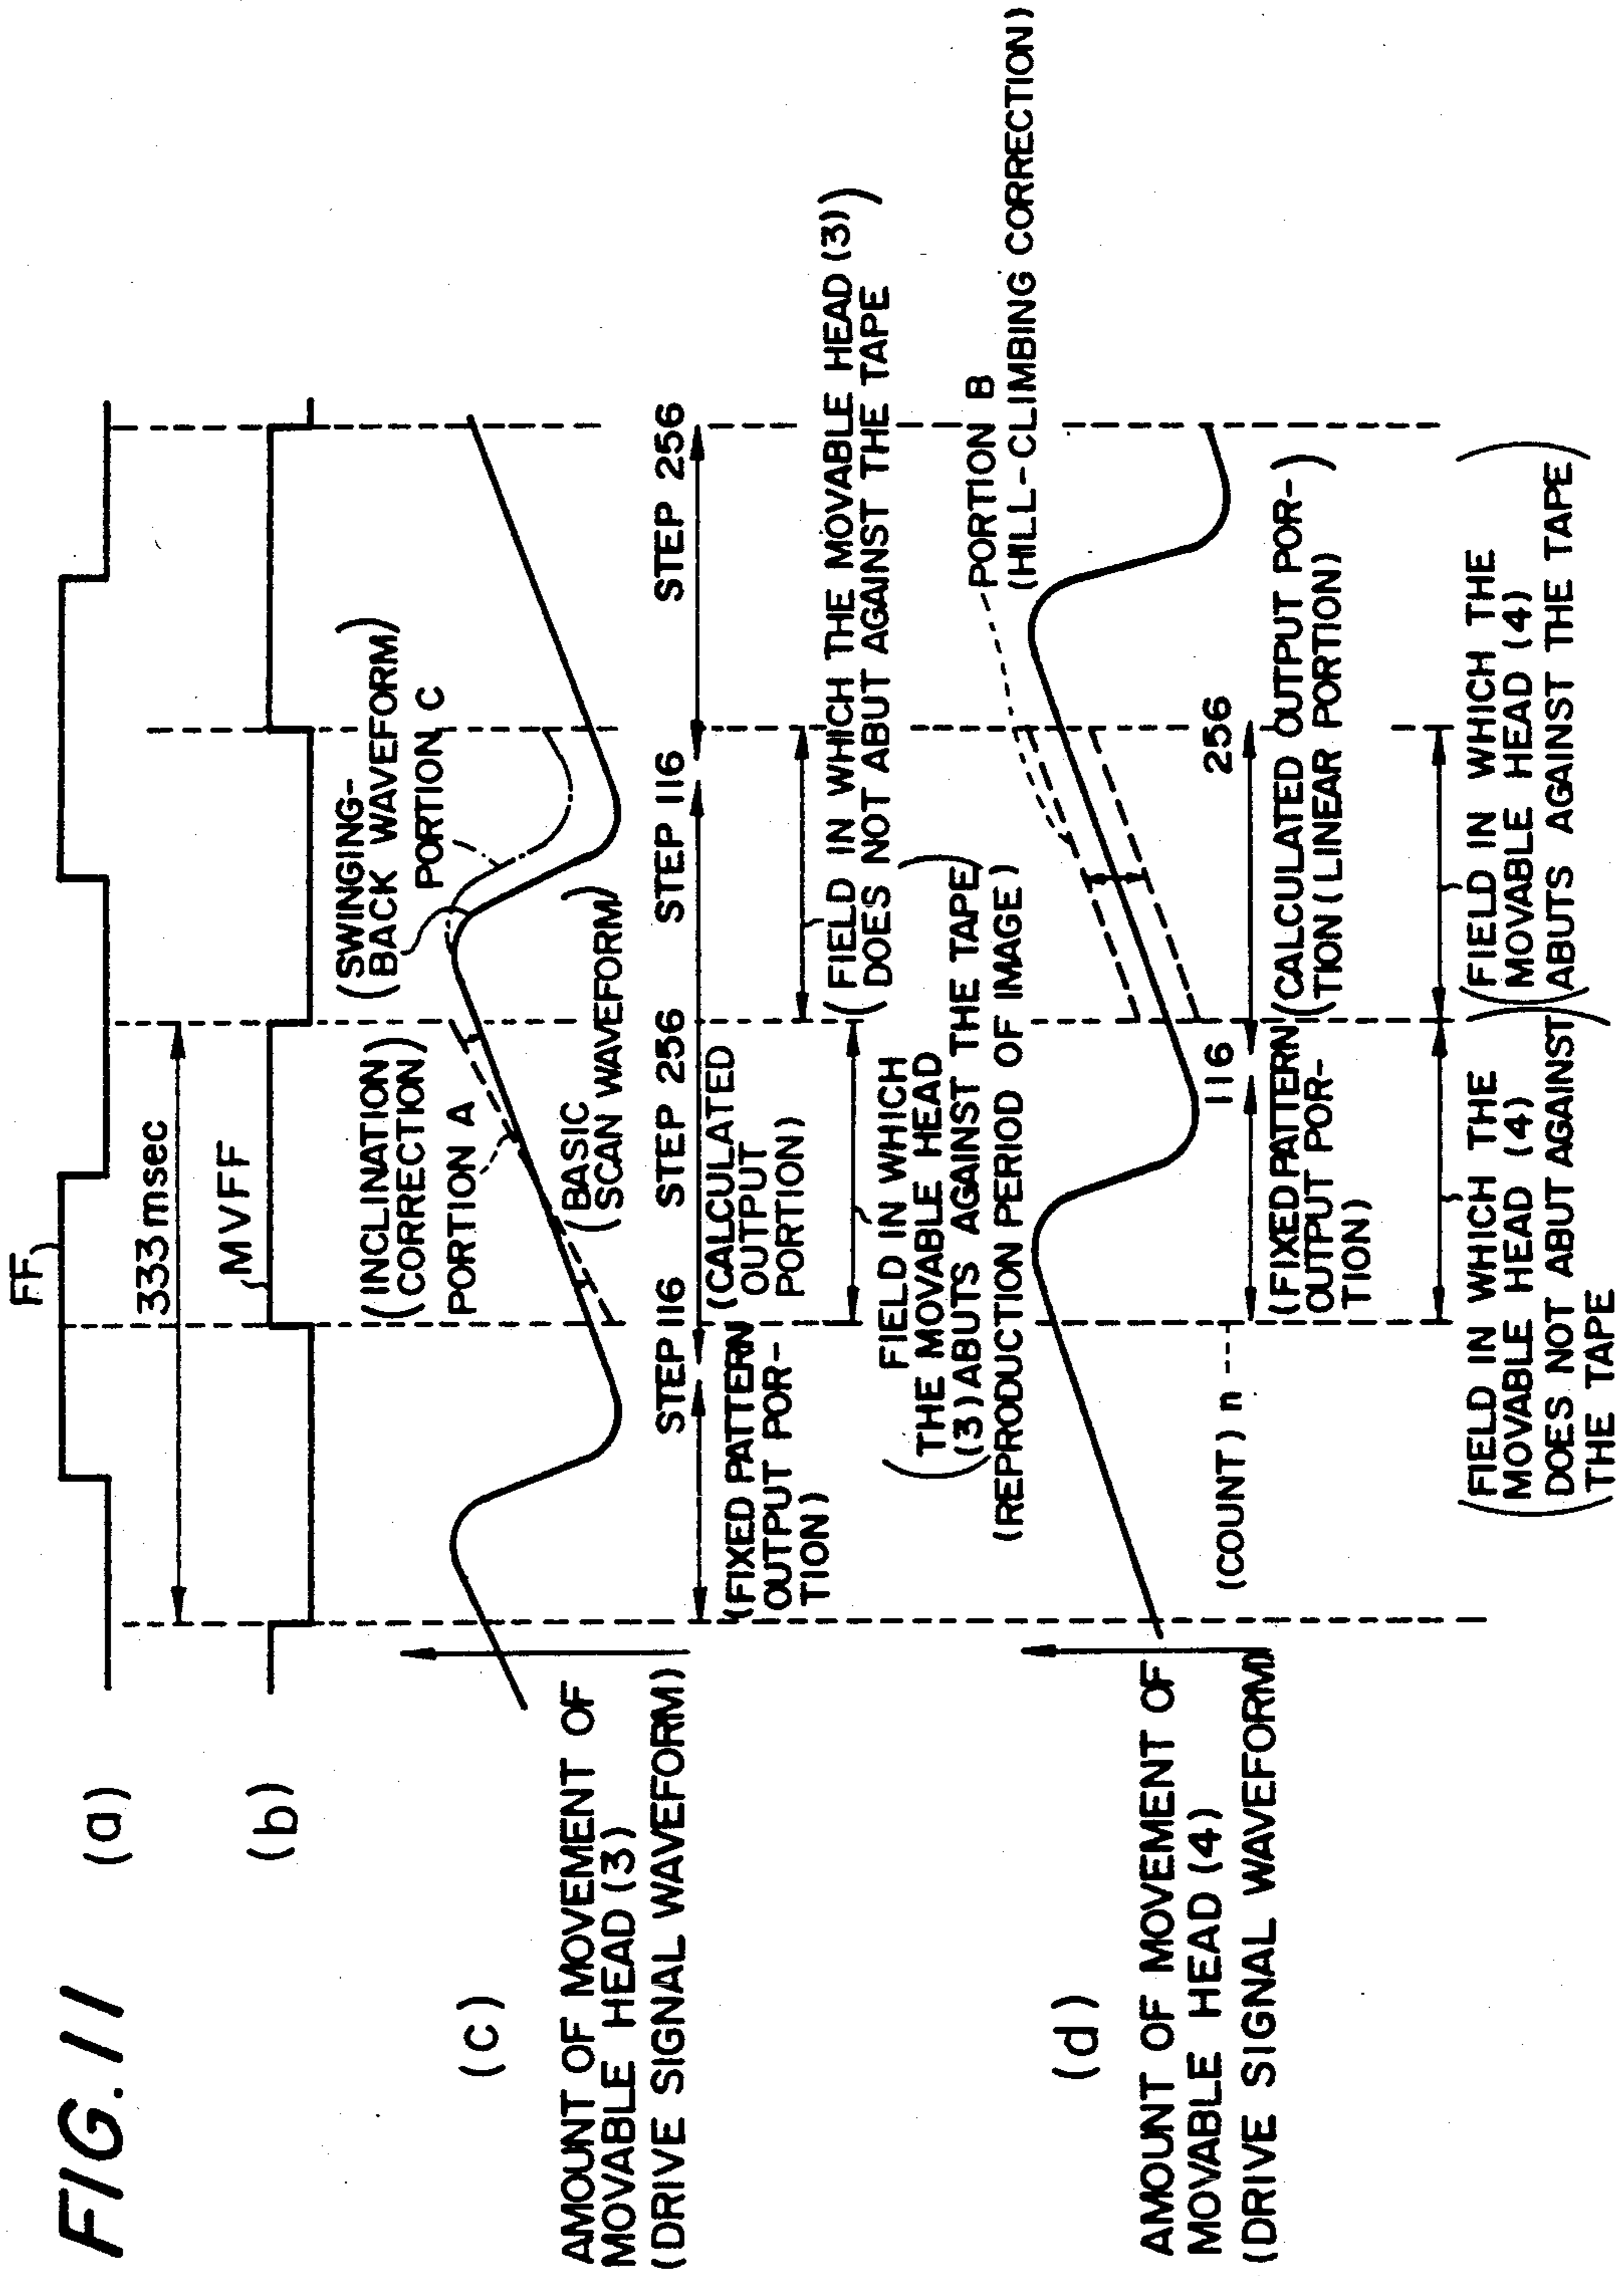 FIG. 11
(a)
FF
333 msec
(b)
MVFF
(c)
AMOUNT OF MOVEMENT OF
MOVABLE HEAD (3)
(DRIVE SIGNAL WAVEFORM)
(INCLINATION
CORRECTION)
PORTION A
(BASIC
SCAN WAVEFORM)
(SWINGING-
BACK WAVEFORM)
PORTION C
STEP 116
STEP 256
STEP 116
STEP 256
(FIXED PATTERN
OUTPUT POR-
TION)
(CALCULATED
OUTPUT
PORTION)
(FIELD IN WHICH
THE MOVABLE HEAD
(3) ABUTS AGAINST THE TAPE)
(REPRODUCTION PERIOD OF IMAGE)
(FIELD IN WHICH THE MOVABLE HEAD (3)
DOES NOT ABUT AGAINST THE TAPE)
(d)
AMOUNT OF MOVEMENT OF
MOVABLE HEAD (4)
(DRIVE SIGNAL WAVEFORM)
PORTION B
(HILL-CLIMBING CORRECTION)
(COUNT) n
116
256
(FIXED PATTERN
OUTPUT POR-
TION)
(CALCULATED OUTPUT POR-
TION (LINEAR PORTION))
(FIELD IN WHICH THE
MOVABLE HEAD (4)
DOES NOT ABUT AGAINST
THE TAPE)
(FIELD IN WHICH THE
MOVABLE HEAD (4)
ABUTS AGAINST THE TAPE)